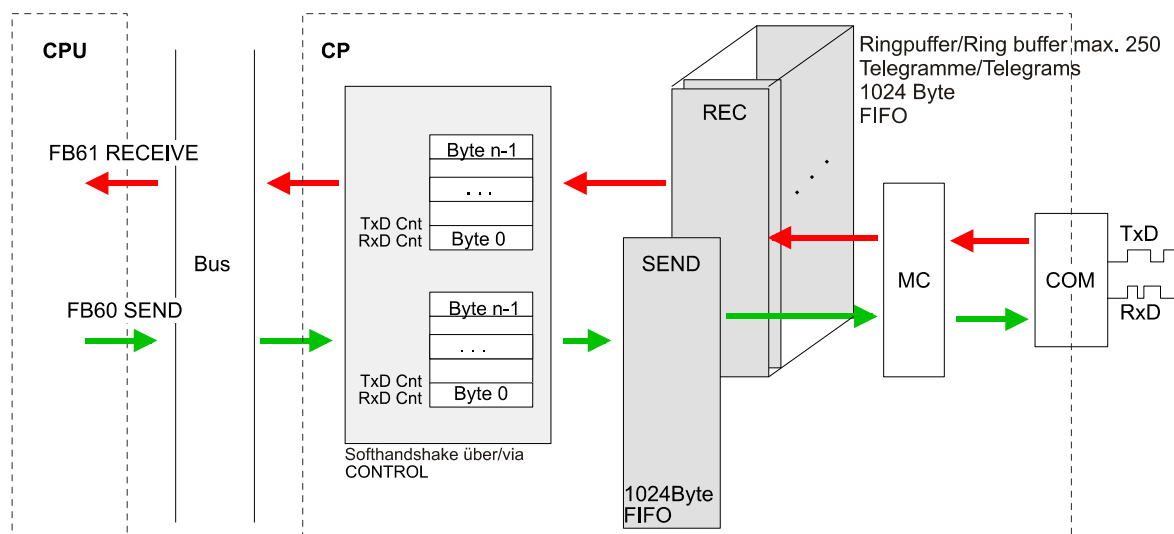 CPU
CP
Ringpuffer/Ring buffer max. 250
Telegramme/Telegrams
1024 Byte
FIFO
REC
FB61 RECEIVE
Byte n-1
. . .
TxD Cnt
RxD Cnt
Byte 0
Bus
SEND
MC
COM
TxD
RxD
FB60 SEND
Byte n-1
. . .
TxD Cnt
RxD Cnt
Byte 0
Softhandshake über/via
CONTROL
1024Byte
FIFO